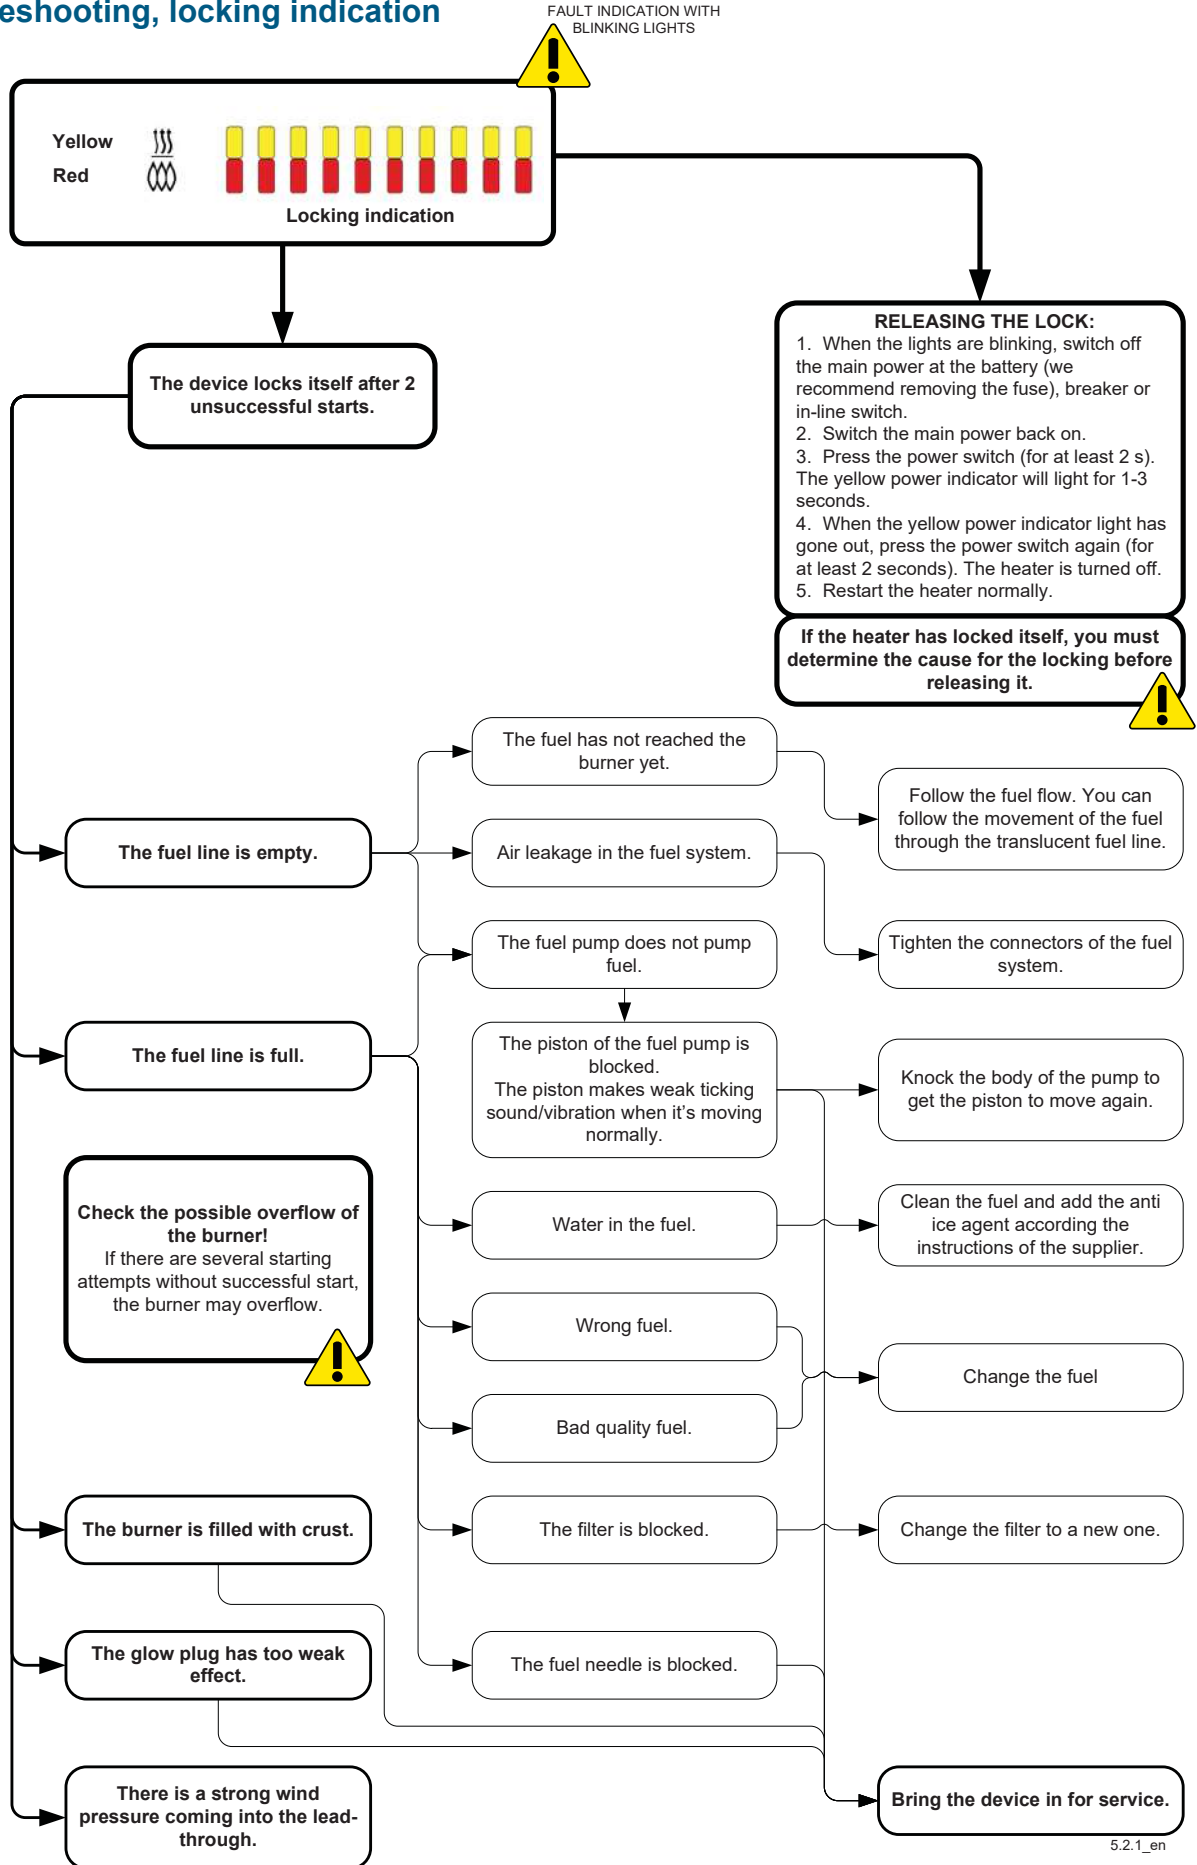 eshooting, locking indication
FAULT INDICATION WITH
BLINKING LIGHTS
Yellow
Red
Locking indication
The device locks itself after 2
unsuccessful starts.
RELEASING THE LOCK:
1. When the lights are blinking, switch off
the main power at the battery (we
recommend removing the fuse), breaker or
in-line switch.
2. Switch the main power back on.
3. Press the power switch (for at least 2 s).
The yellow power indicator will light for 1-3
seconds.
4. When the yellow power indicator light has
gone out, press the power switch again (for
at least 2 seconds). The heater is turned off.
5. Restart the heater normally.
If the heater has locked itself, you must
determine the cause for the locking before
releasing it.
The fuel has not reached the
burner yet.
Follow the fuel flow. You can
follow the movement of the fuel
through the translucent fuel line.
The fuel line is empty.
Air leakage in the fuel system.
The fuel pump does not pump
fuel.
Tighten the connectors of the fuel
system.
The fuel line is full.
The piston of the fuel pump is
blocked.
The piston makes weak ticking
sound/vibration when it's moving
normally.
Knock the body of the pump to
get the piston to move again.
Check the possible overflow of
the burner!
If there are several starting
attempts without successful start,
the burner may overflow.
Water in the fuel.
Clean the fuel and add the anti
ice agent according the
instructions of the supplier.
Wrong fuel.
Change the fuel
Bad quality fuel.
The burner is filled with crust.
The filter is blocked.
Change the filter to a new one.
The glow plug has too weak
effect.
The fuel needle is blocked.
There is a strong wind
pressure coming into the lead-
through.
Bring the device in for service.
5.2.1_en